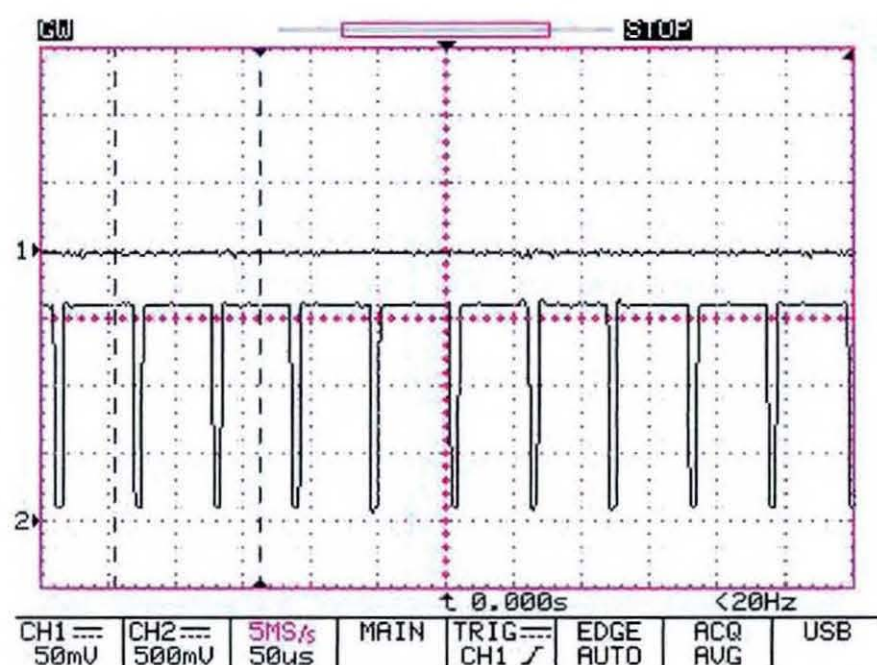 GW STOP
1
2
t 0.000s <20Hz
CH1 CH2 5MS/s MAIN TRIG EDGE ACQ USB
50mV 500mV 50us CH1 AUTO AVG